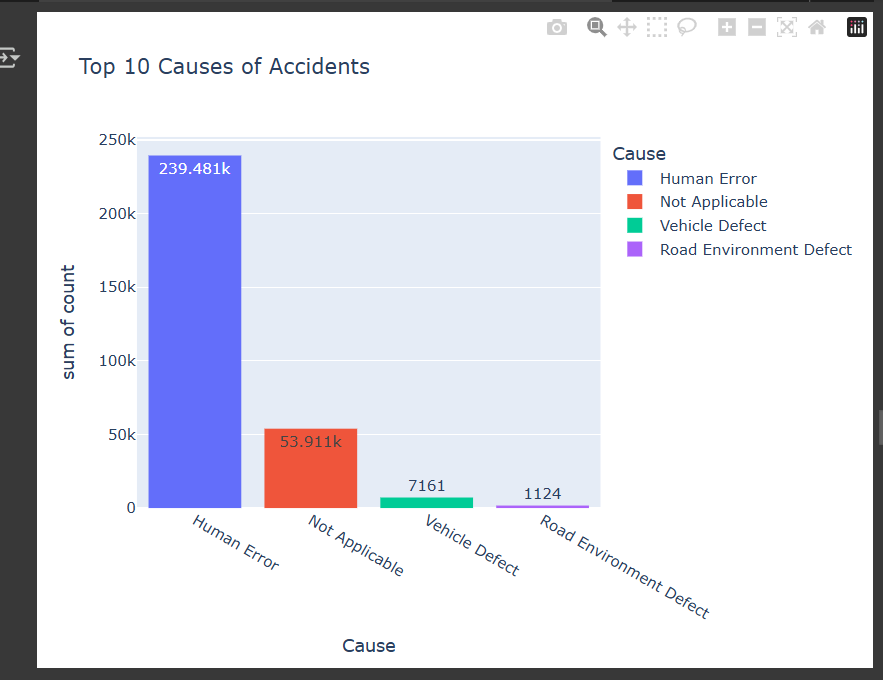 Top 10 Causes of Accidents
250k
200k
150k
100k
50k
0
sum of count
239.481k
53.911k
7161
1124
Human Error
Not Applicable
Vehicle Defect
Road Environment Defect
Cause
Cause
Human Error
Not Applicable
Vehicle Defect
Road Environment Defect